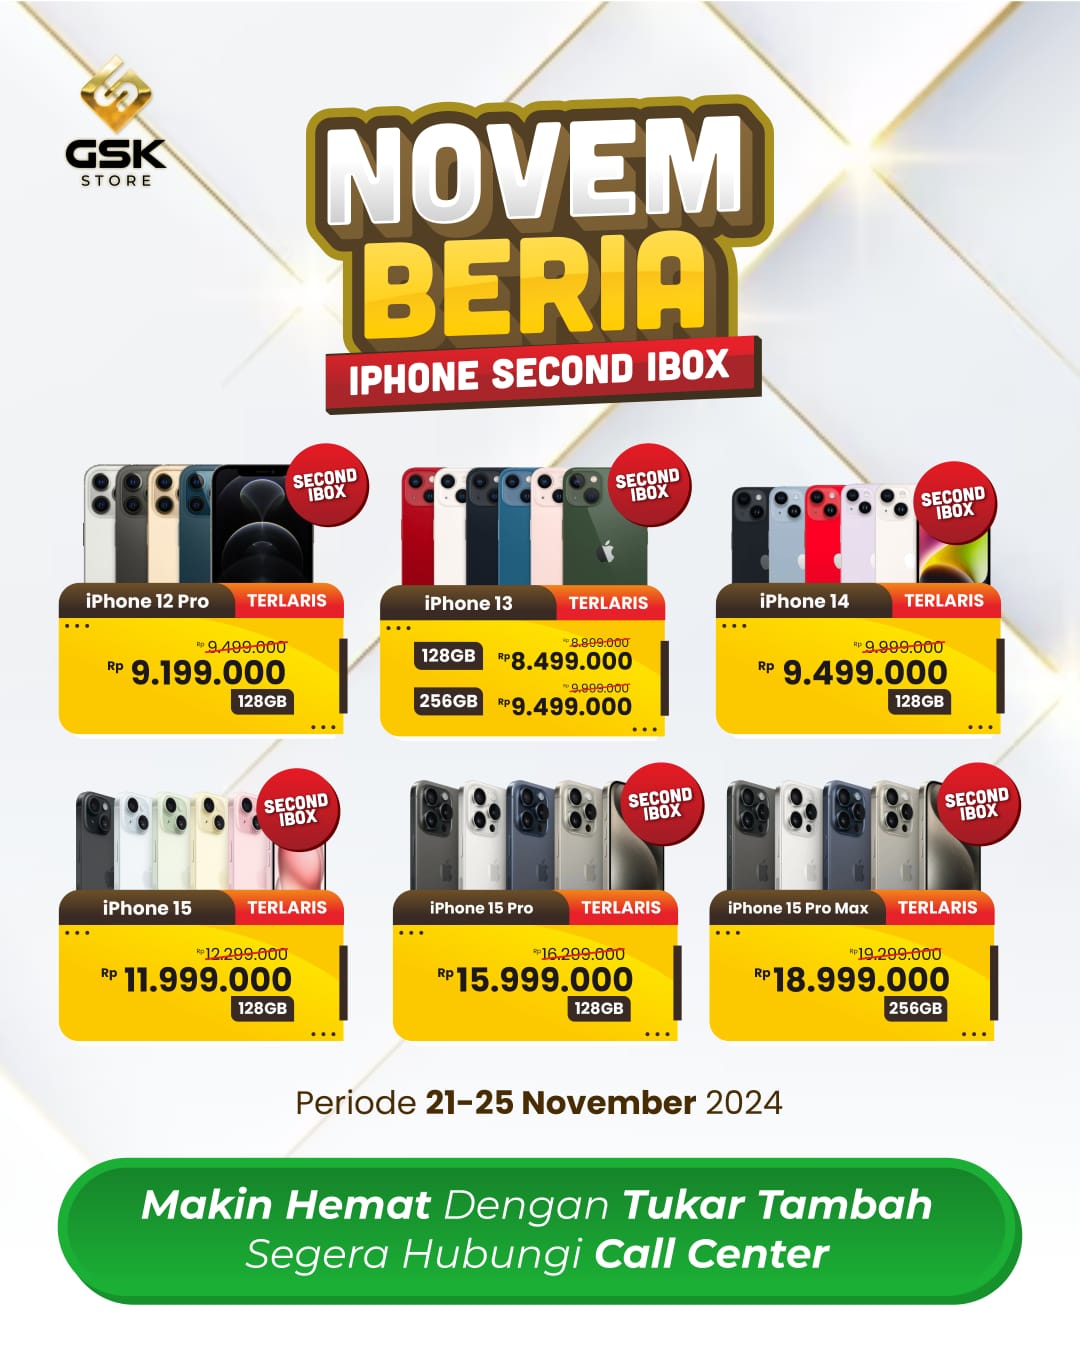 GSK
STORE
NOVEM
BERIA
IPHONE SECOND IBOX
SECOND
IBOX
iPhone 12 Pro
TERLARIS
Rp 9.499.000
Rp 9.199.000
128GB
SECOND
IBOX
iPhone 13
TERLARIS
Rp 8.899.000
128GB
Rp 8.499.000
Rp 9.999.000
256GB
Rp 9.499.000
SECOND
IBOX
iPhone 14
TERLARIS
Rp 9.999.000
Rp 9.499.000
128GB
SECOND
IBOX
iPhone 15
TERLARIS
Rp 12.299.000
Rp 11.999.000
128GB
SECOND
IBOX
iPhone 15 Pro
TERLARIS
Rp 16.299.000
Rp 15.999.000
128GB
SECOND
IBOX
iPhone 15 Pro Max
TERLARIS
Rp 19.299.000
Rp 18.999.000
256GB
Periode 21-25 November 2024
Makin Hemat Dengan Tukar Tambah
Segera Hubungi Call Center